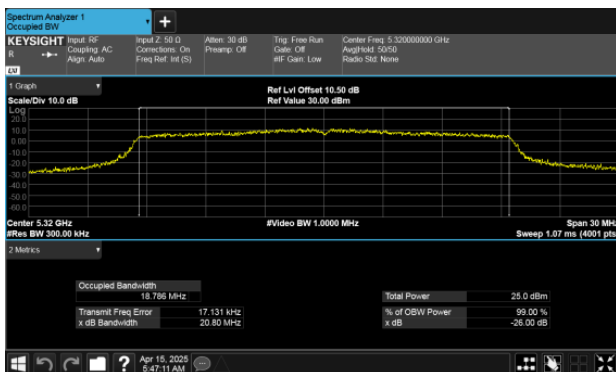 Spectrum Analyzer 1
Occupied BW
KEYSIGHT Input: RF Input Z: 50 Ω Atten: 30 dB Trig: Free Run Center Freq: 5.320000000 GHz
R Coupling: AC Corrections: On Preamp: Off Gate: Off Avg|Hold: 50/50
Align: Auto Freq Ref: Int (S) #IF Gain: Low Radio Std: None
LXI
1 Graph
Ref Lvl Offset 10.50 dB
Scale/Div 10.0 dB Ref Value 30.00 dBm
Log
20.0
10.0
0.00
-10.0
-20.0
-30.0
-40.0
-50.0
-60.0
Center 5.32 GHz #Video BW 1.0000 MHz Span 30 MHz
#Res BW 300.00 kHz Sweep 1.07 ms (4001 pts
2 Metrics
Occupied Bandwidth
18.786 MHz Total Power 25.0 dBm
Transmit Freq Error 17.131 kHz % of OBW Power 99.00 %
x dB Bandwidth 20.80 MHz x dB -26.00 dB
? Apr 15, 2025
5:47:11 AM